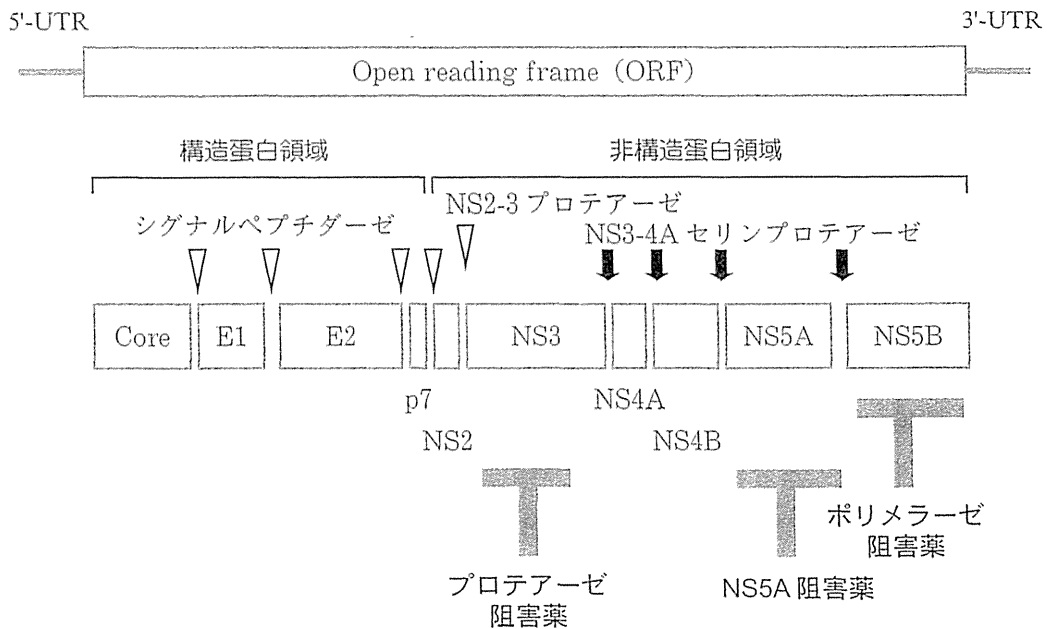 5'-UTR
3'-UTR
Open reading frame（ORF）
構造蛋白領域
非構造蛋白領域
シグナルペプチダーゼ
NS2-3 プロテアーゼ
NS3-4A セリンプロテアーゼ
Core
E1
E2
NS3
NS5A
NS5B
p7
NS4A
NS2
NS4B
プロテアーゼ
阻害薬
NS5A 阻害薬
ポリメラーゼ
阻害薬